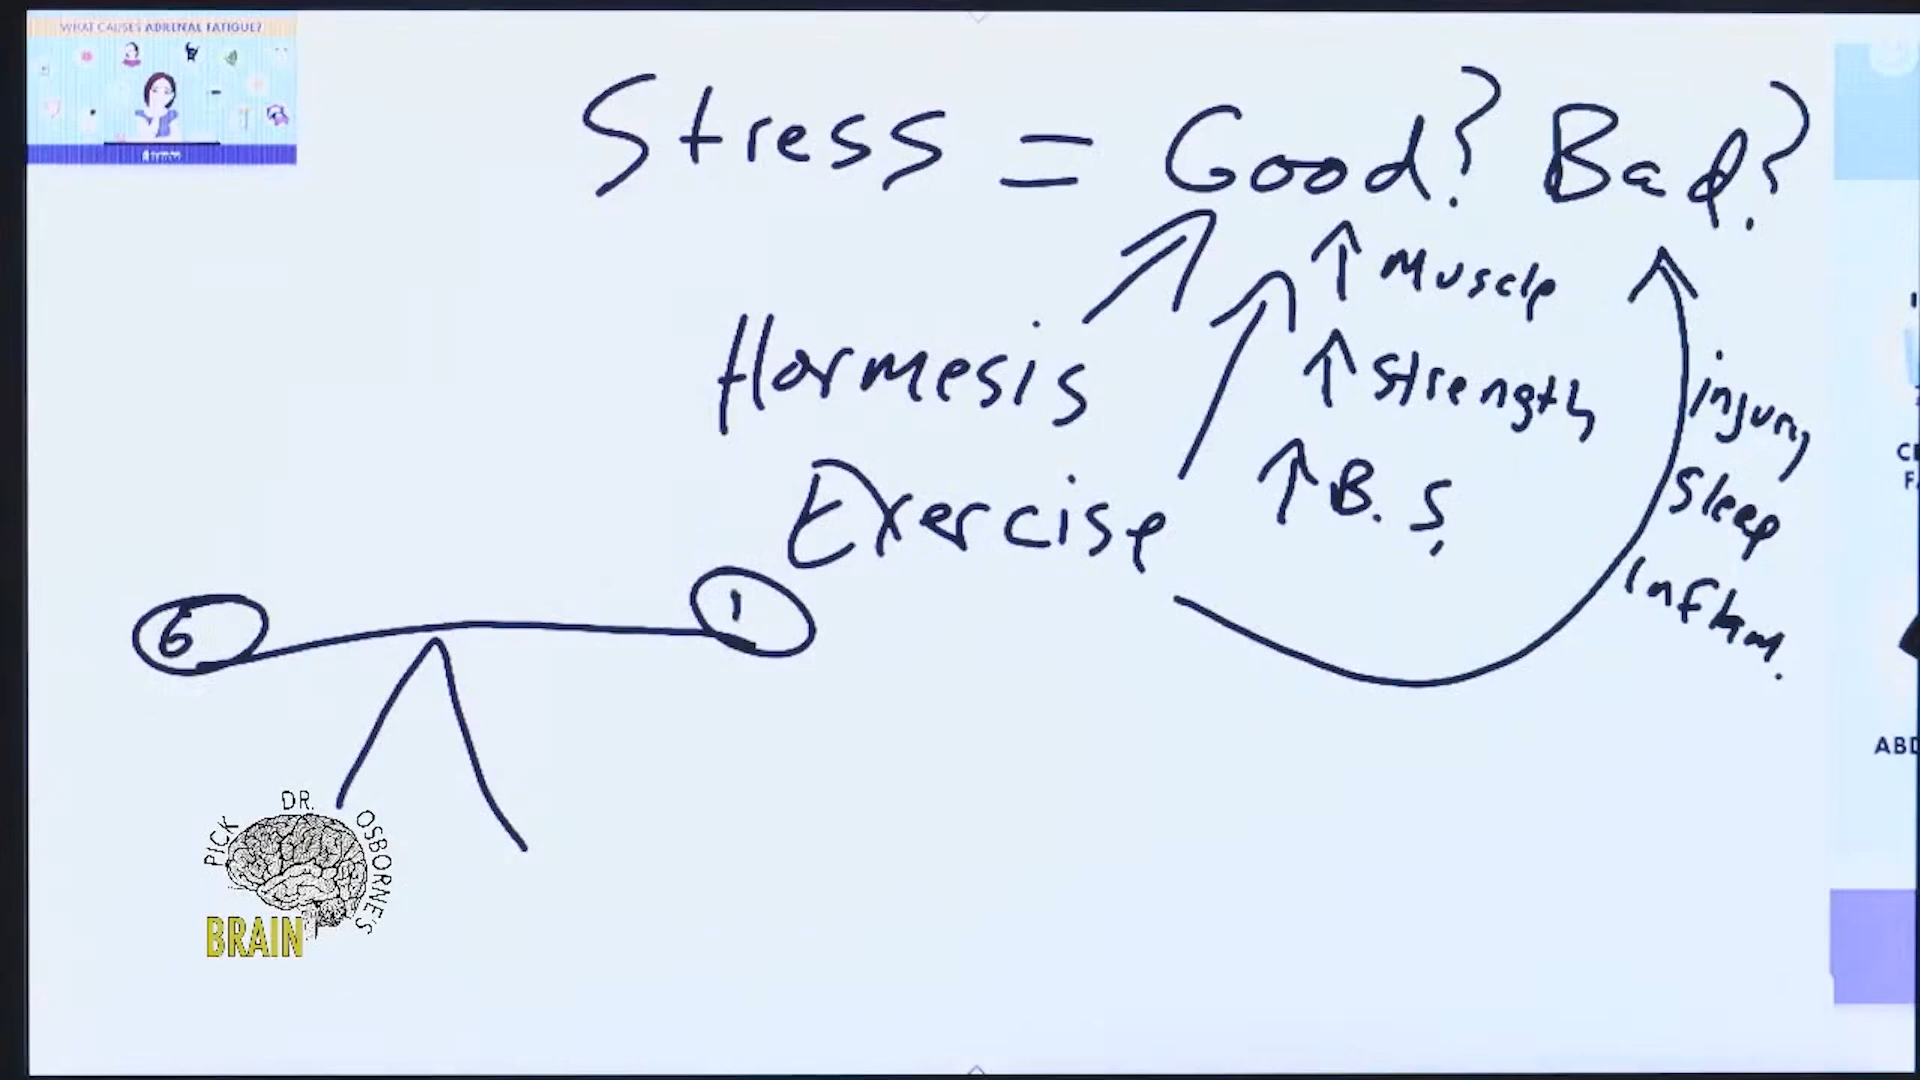 WHAT CAUSES ADRENAL FATIGUE?
Stress = Good? Bad?
↑ Muscle
Hormesis
↑ Strength
injury
Exercise
↑ B.S.
Sleep
Inflam.
6
1
PICK DR. OSBORNE'S
BRAIN
ABD